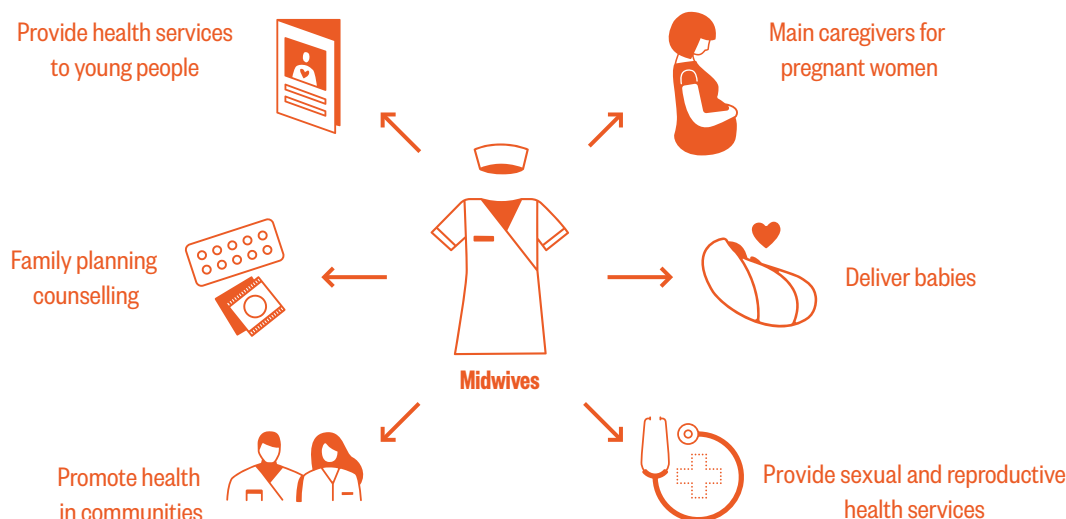 Provide health services
to young people
Main caregivers for
pregnant women
Family planning
counselling
Deliver babies
Midwives
Promote health
in communities
Provide sexual and reproductive
health services